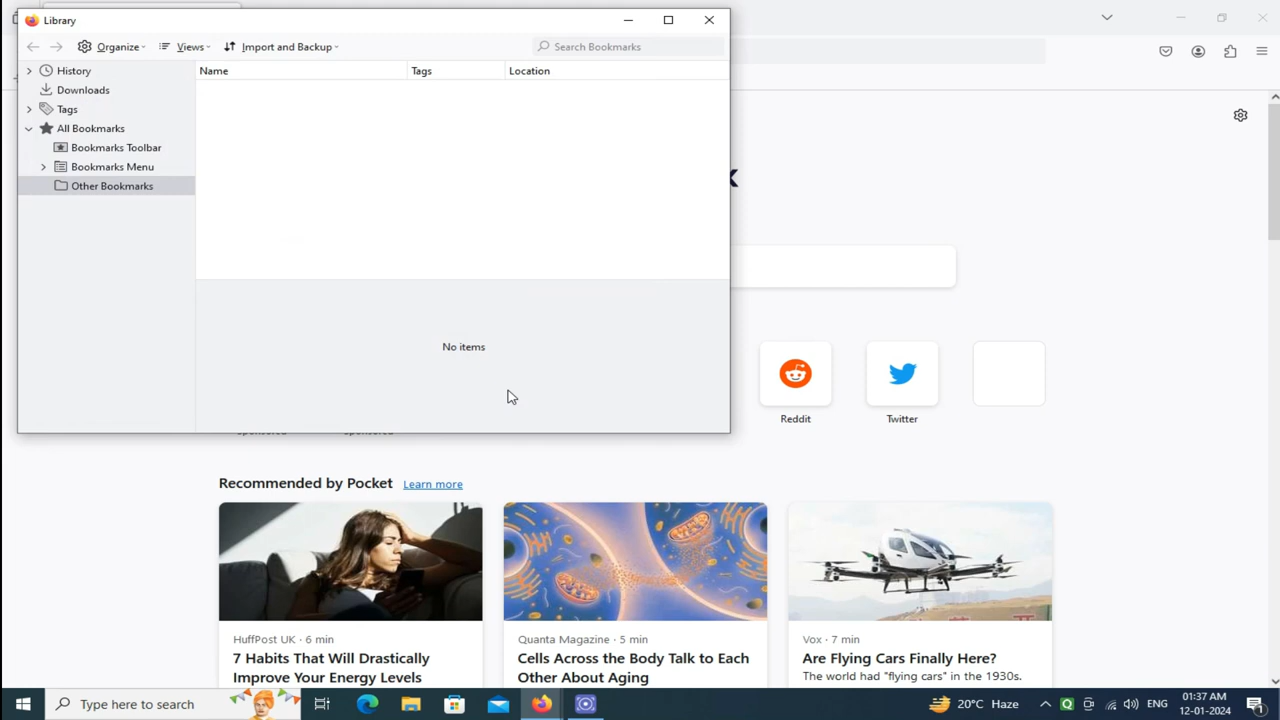 Library
Organize
Views
Import and Backup
Search Bookmarks
History
Downloads
Tags
All Bookmarks
Bookmarks Toolbar
Bookmarks Menu
Other Bookmarks
Name
Tags
Location
No items
Reddit
Twitter
Recommended by Pocket
Learn more
HuffPost UK · 6 min
7 Habits That Will Drastically
Improve Your Energy Levels
Quanta Magazine · 5 min
Cells Across the Body Talk to Each
Other About Aging
Vox · 7 min
Are Flying Cars Finally Here?
The world had "flying cars" in the 1930s.
Type here to search
20°C Haze
ENG
01:37 AM
12-01-2024